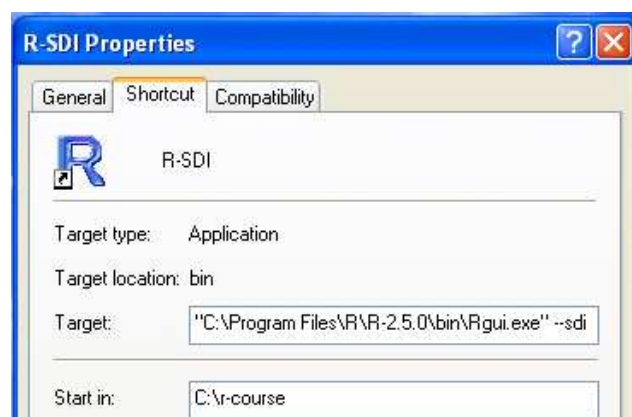 R-SDI Properties
General Shortcut Compatibility
R-SDI
Target type: Application
Target location: bin
Target: "C:\Program Files\R\R-2.5.0\bin\Rgui.exe" --sdi
Start in: C:\r-course